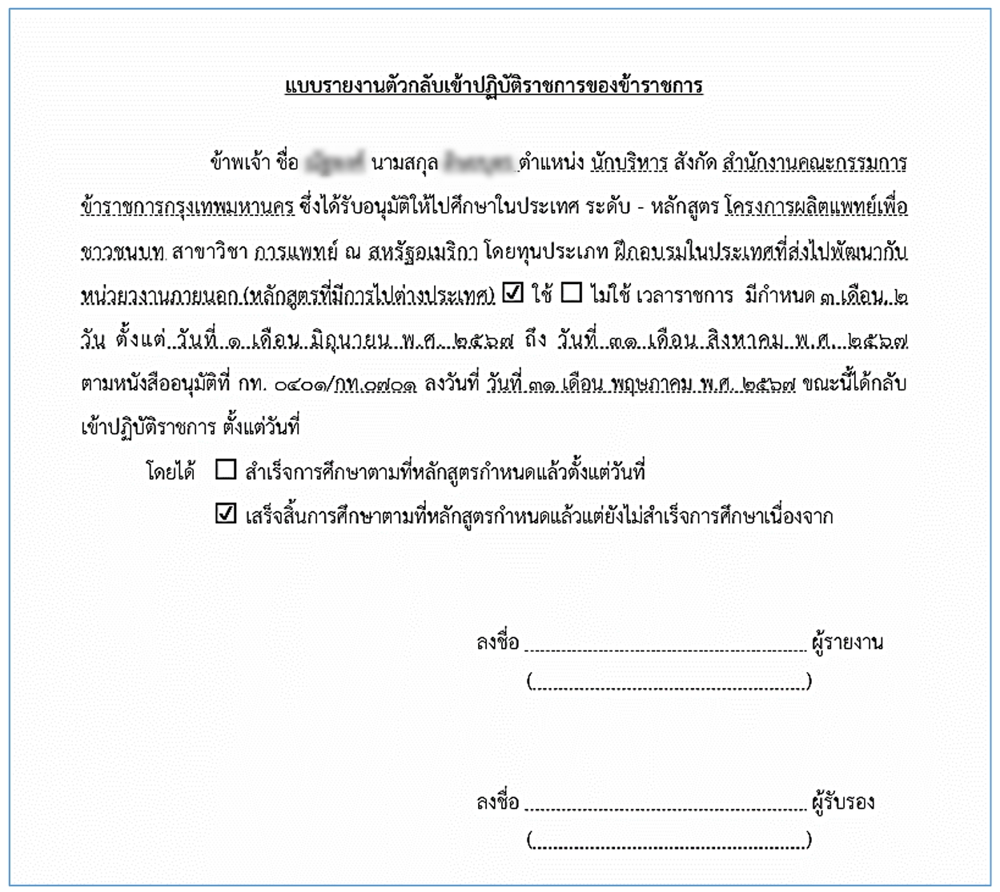 แบบรายงานตัวกลับเข้าปฏิบัติราชการของข้าราชการ
ข้าพเจ้า ชื่อ นามสกุล ตำแหน่ง นักบริหาร สังกัด สำนักงานคณะกรรมการ
ข้าราชการกรุงเทพมหานคร ซึ่งได้รับอนุมัติให้ไปศึกษาในประเทศ ระดับ - หลักสูตร โครงการผลิตแพทย์เพื่อ
ชาวชนบท สาขาวิชา การแพทย์ ณ สหรัฐอเมริกา โดยทุนประเภท ฝึกอบรมในประเทศที่ส่งไปพัฒนากับ
หน่วยวงานภายนอก (หลักสูตรที่มีการไปต่างประเทศ) ☑ ใช้ ☐ ไม่ใช้ เวลาราชการ มีกำหนด ๓ เดือน, ๒
วัน ตั้งแต่ วันที่ ๑ เดือน มิถุนายน พ.ศ. ๒๕๖๗ ถึง วันที่ ๓๑ เดือน สิงหาคม พ.ศ. ๒๕๖๗
ตามหนังสืออนุมัติที่ กท. ๐๔๐๑/กท.๐๗๐๑ ลงวันที่ วันที่ ๓๑ เดือน พฤษภาคม พ.ศ. ๒๕๖๗ ขณะนี้ได้กลับ
เข้าปฏิบัติราชการ ตั้งแต่วันที่
โดยได้ ☐ สำเร็จการศึกษาตามที่หลักสูตรกำหนดแล้วตั้งแต่วันที่
☑ เสร็จสิ้นการศึกษาตามที่หลักสูตรกำหนดแล้วแต่ยังไม่สำเร็จการศึกษาเนื่องจาก
ลงชื่อ ........................................ ผู้รายงาน
(........................................)
ลงชื่อ ........................................ ผู้รับรอง
(........................................)